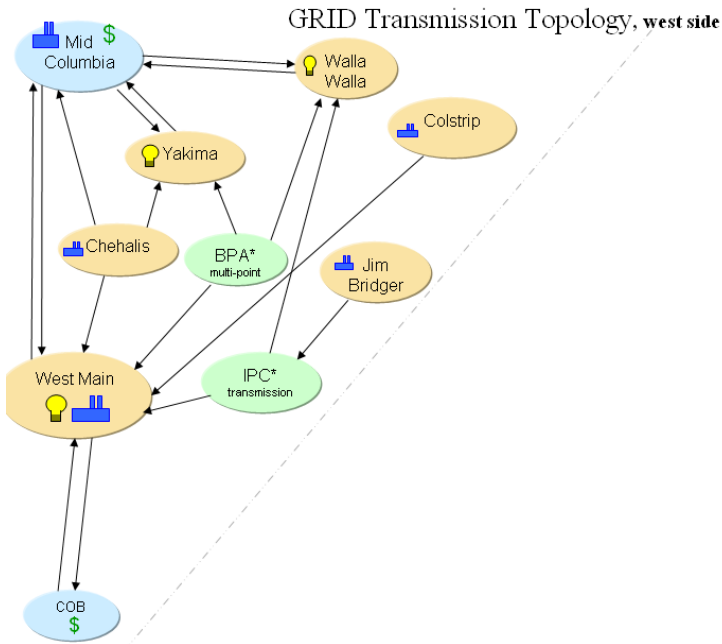 GRID Transmission Topology, west side
Mid $
Columbia
Walla
Walla
Colstrip
Yakima
Chehalis
BPA*
multi-point
Jim
Bridger
West Main
IPC*
transmission
COB
$